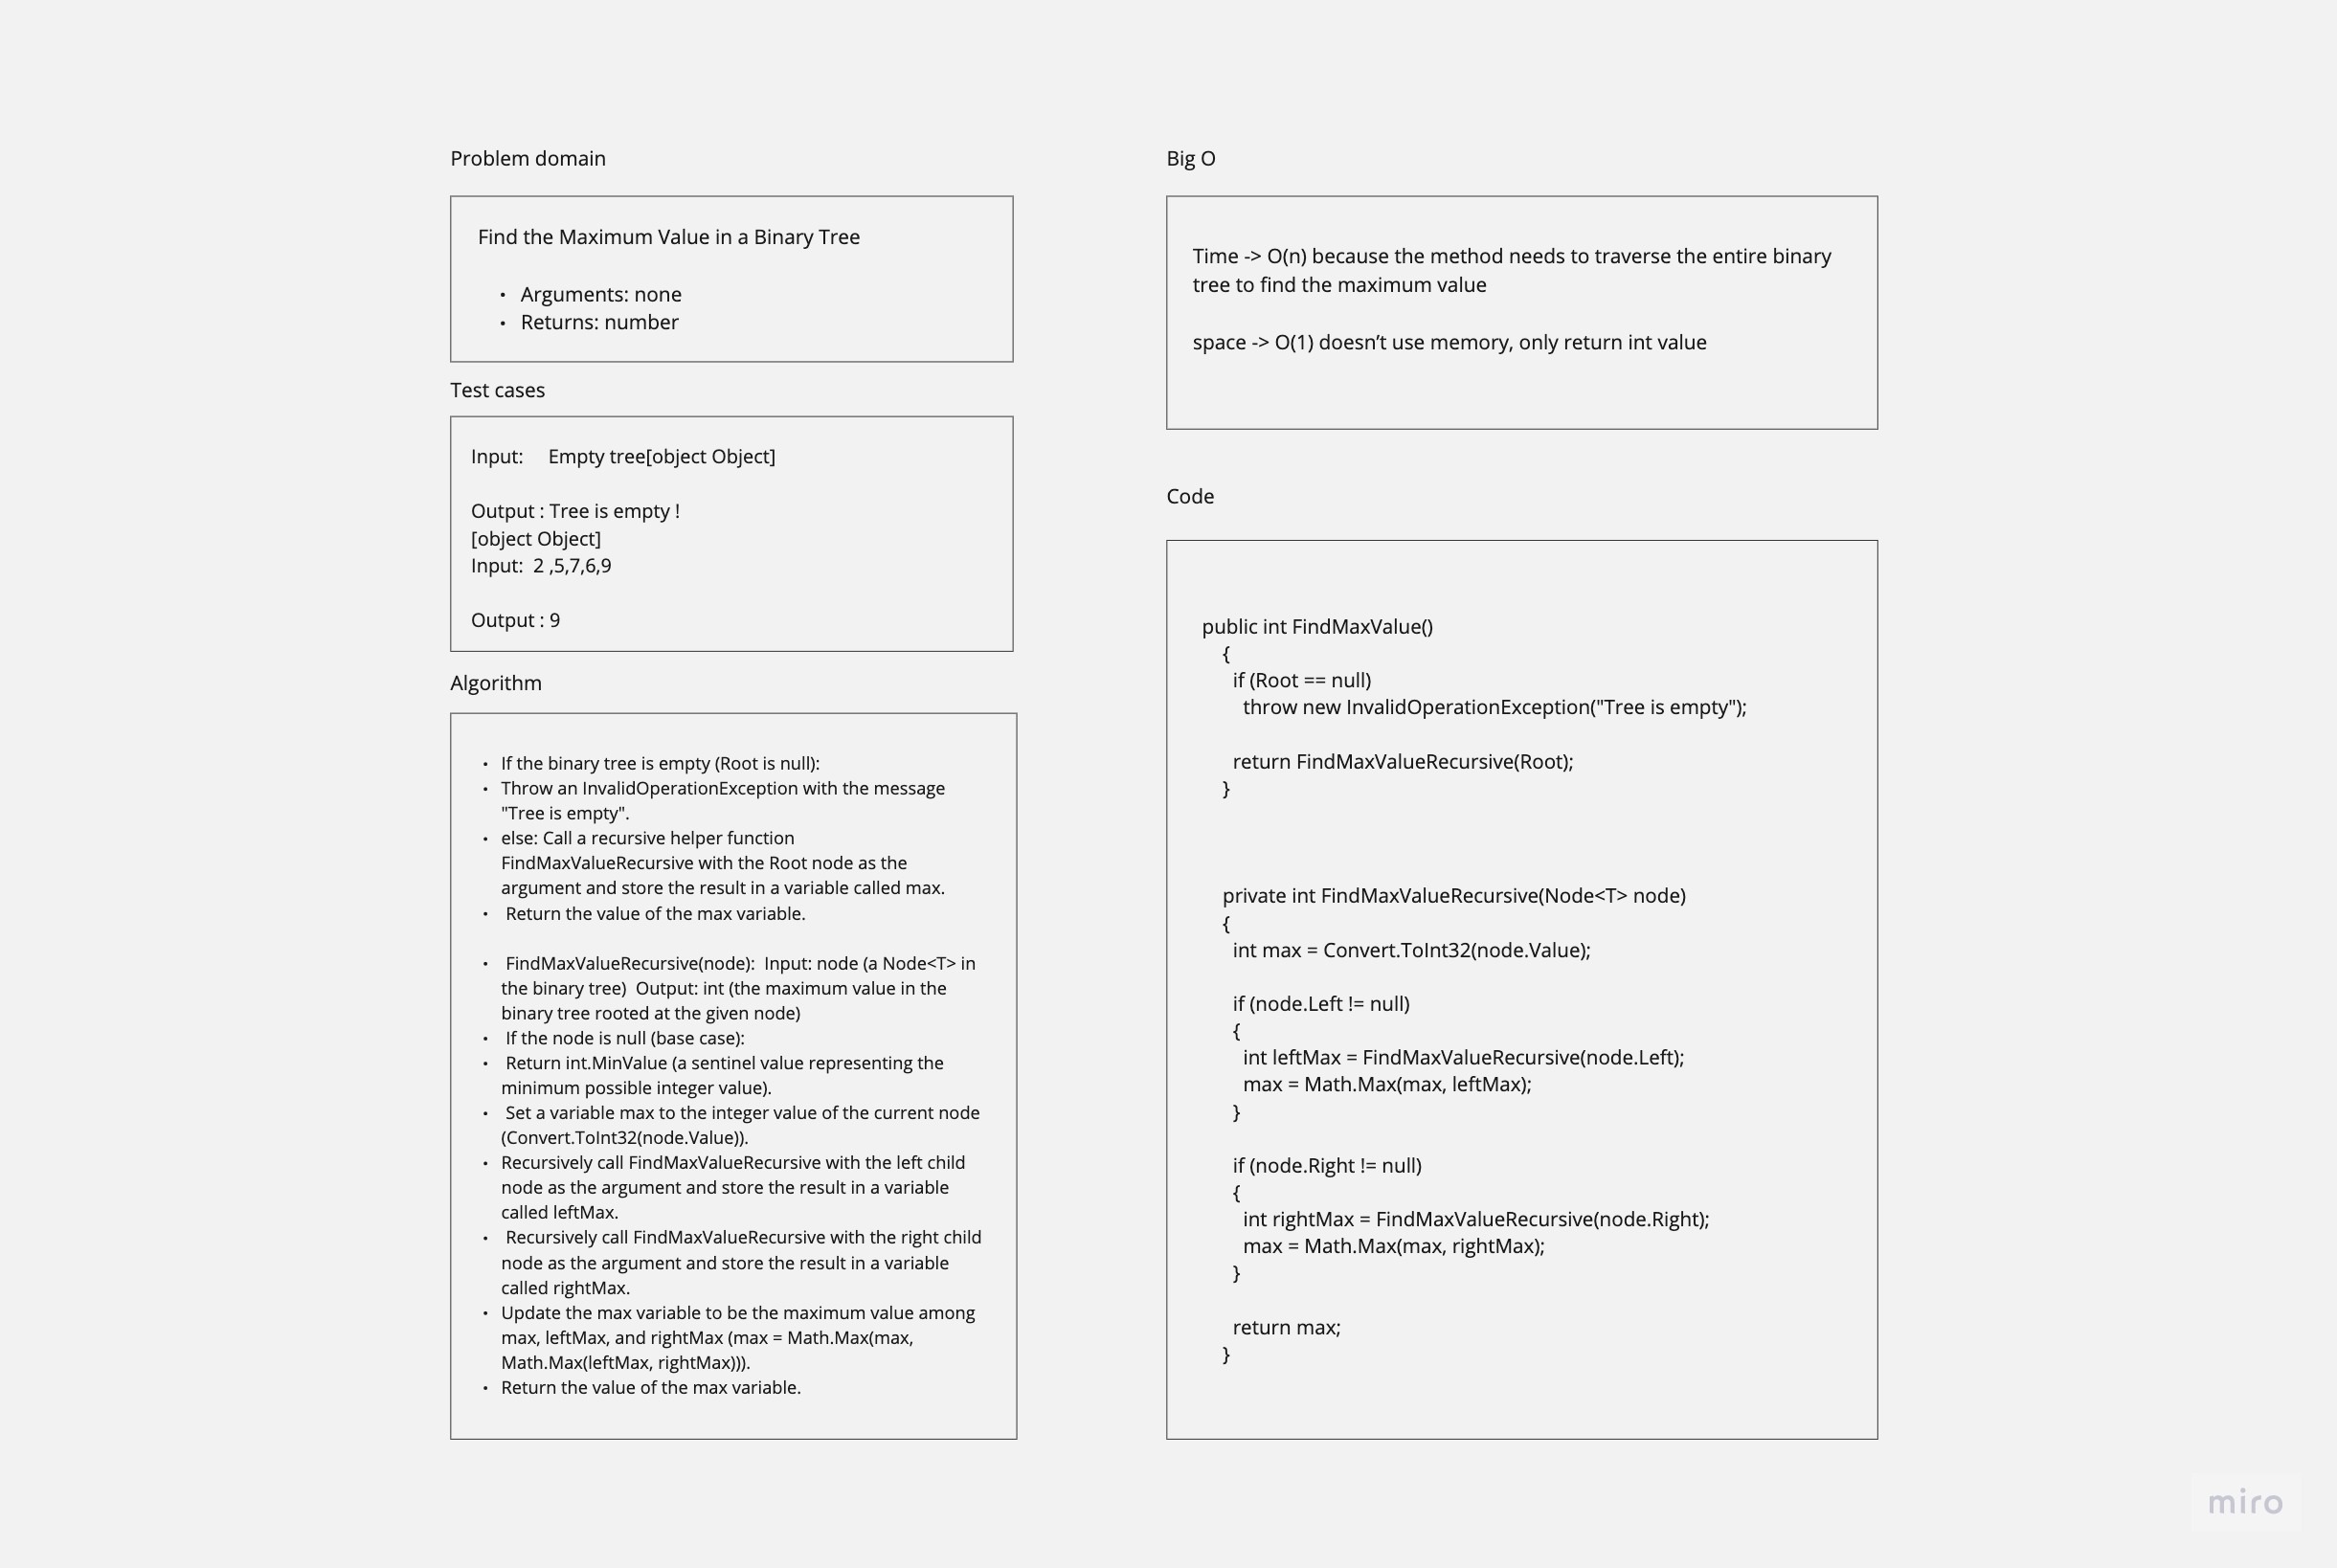 Problem domain
Find the Maximum Value in a Binary Tree
• Arguments: none
• Returns: number
Test cases
Input: Empty tree[object Object]
Output : Tree is empty !
[object Object]
Input: 2 ,5,7,6,9
Output : 9
Algorithm
• If the binary tree is empty (Root is null):
• Throw an InvalidOperationException with the message
"Tree is empty".
• else: Call a recursive helper function
FindMaxValueRecursive with the Root node as the
argument and store the result in a variable called max.
• Return the value of the max variable.
• FindMaxValueRecursive(node): Input: node (a Node<T> in
the binary tree) Output: int (the maximum value in the
binary tree rooted at the given node)
• If the node is null (base case):
• Return int.MinValue (a sentinel value representing the
minimum possible integer value).
• Set a variable max to the integer value of the current node
(Convert.ToInt32(node.Value)).
• Recursively call FindMaxValueRecursive with the left child
node as the argument and store the result in a variable
called leftMax.
• Recursively call FindMaxValueRecursive with the right child
node as the argument and store the result in a variable
called rightMax.
• Update the max variable to be the maximum value among
max, leftMax, and rightMax (max = Math.Max(max,
Math.Max(leftMax, rightMax))).
• Return the value of the max variable.
Big O
Time -> O(n) because the method needs to traverse the entire binary
tree to find the maximum value
space -> O(1) doesn’t use memory, only return int value
Code
public int FindMaxValue()
{
if (Root == null)
throw new InvalidOperationException("Tree is empty");
return FindMaxValueRecursive(Root);
}
private int FindMaxValueRecursive(Node<T> node)
{
int max = Convert.ToInt32(node.Value);
if (node.Left != null)
{
int leftMax = FindMaxValueRecursive(node.Left);
max = Math.Max(max, leftMax);
}
if (node.Right != null)
{
int rightMax = FindMaxValueRecursive(node.Right);
max = Math.Max(max, rightMax);
}
return max;
}
miro